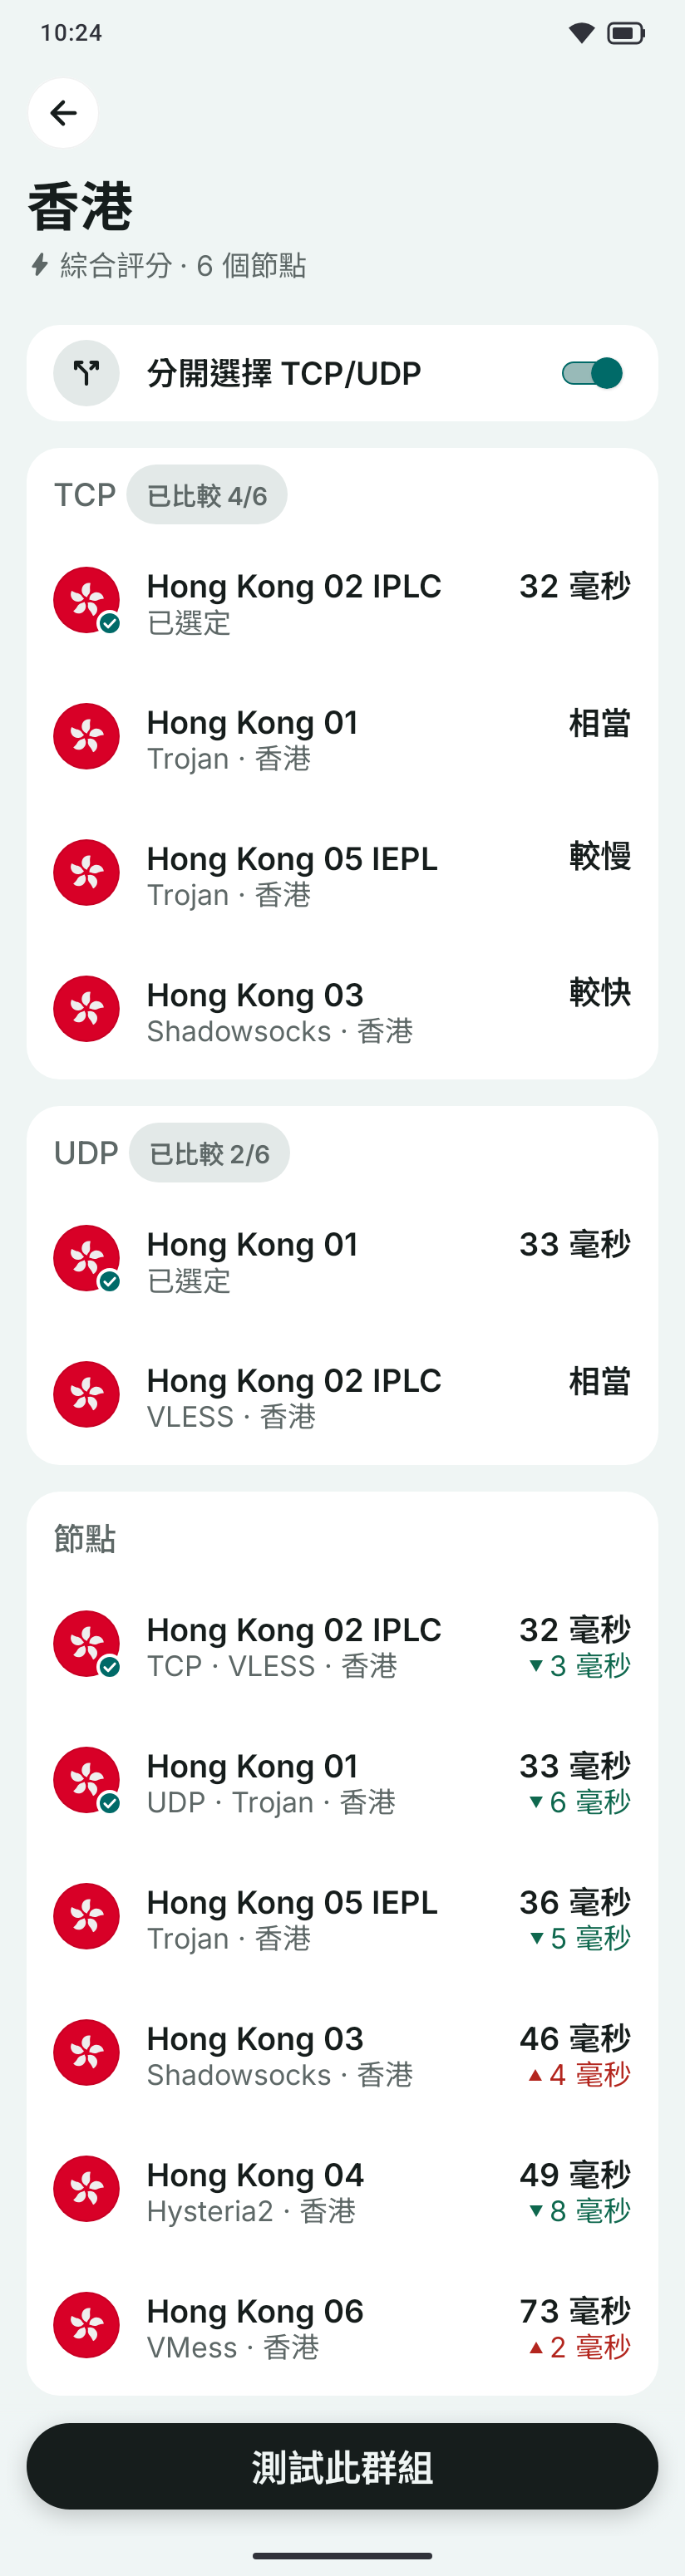 10:24
香港
綜合評分 · 6 個節點
分開選擇 TCP/UDP
TCP 已比較 4/6
Hong Kong 02 IPLC 32 毫秒
已選定
Hong Kong 01 相當
Trojan · 香港
Hong Kong 05 IEPL 較慢
Trojan · 香港
Hong Kong 03 較快
Shadowsocks · 香港
UDP 已比較 2/6
Hong Kong 01 33 毫秒
已選定
Hong Kong 02 IPLC 相當
VLESS · 香港
節點
Hong Kong 02 IPLC 32 毫秒
TCP · VLESS · 香港 ▼3 毫秒
Hong Kong 01 33 毫秒
UDP · Trojan · 香港 ▼6 毫秒
Hong Kong 05 IEPL 36 毫秒
Trojan · 香港 ▼5 毫秒
Hong Kong 03 46 毫秒
Shadowsocks · 香港 ▲4 毫秒
Hong Kong 04 49 毫秒
Hysteria2 · 香港 ▼8 毫秒
Hong Kong 06 73 毫秒
VMess · 香港 ▲2 毫秒
測試此群組